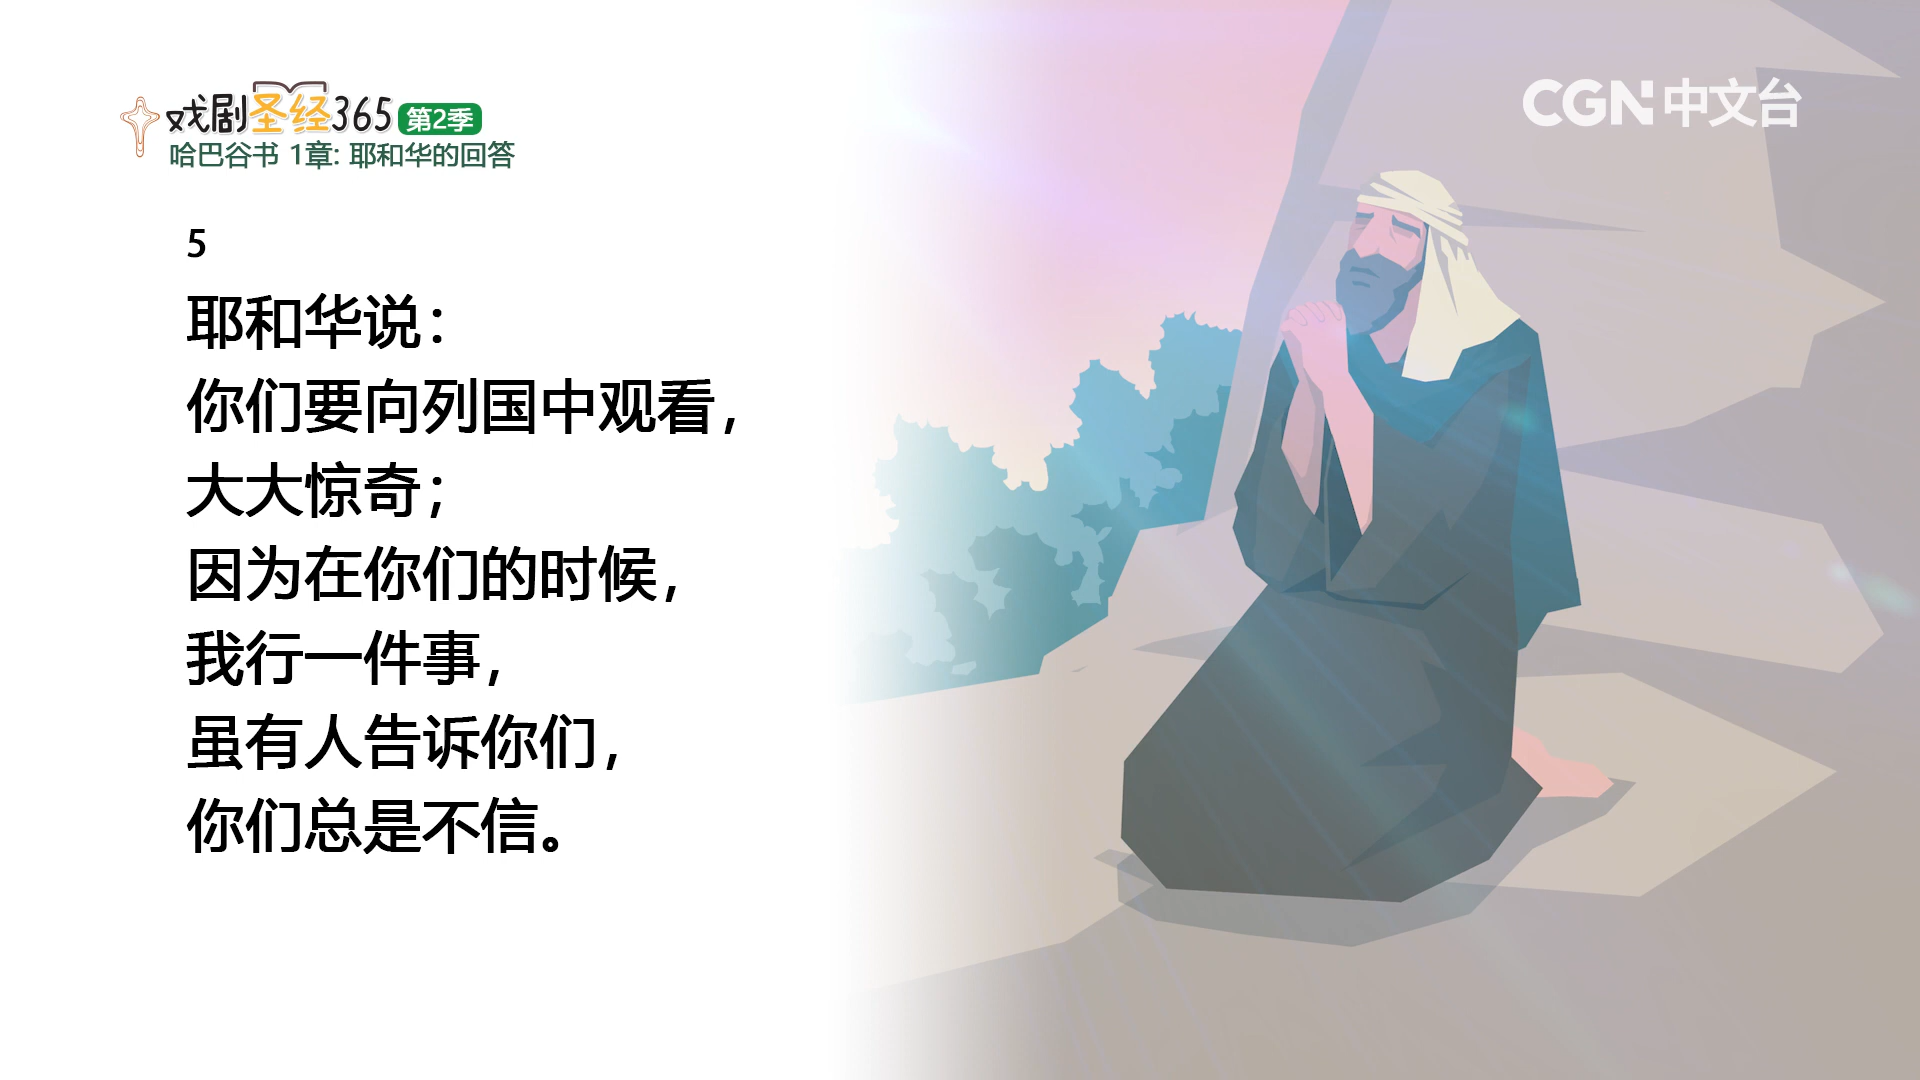 戏剧圣经365 第2季
哈巴谷书 1章: 耶和华的回答
CGN中文台
5
耶和华说：
你们要向列国中观看，
大大惊奇；
因为在你们的时候，
我行一件事，
虽有人告诉你们，
你们总是不信。